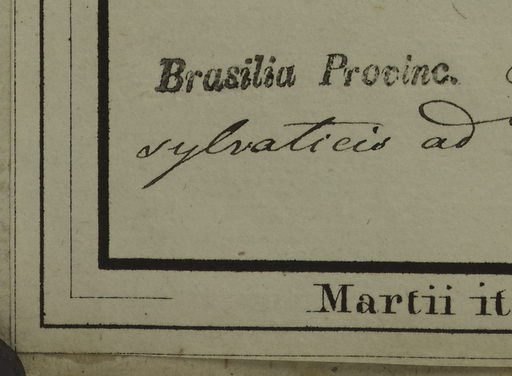 Brasilia Provinc.
sylvaticis ad
Martii it